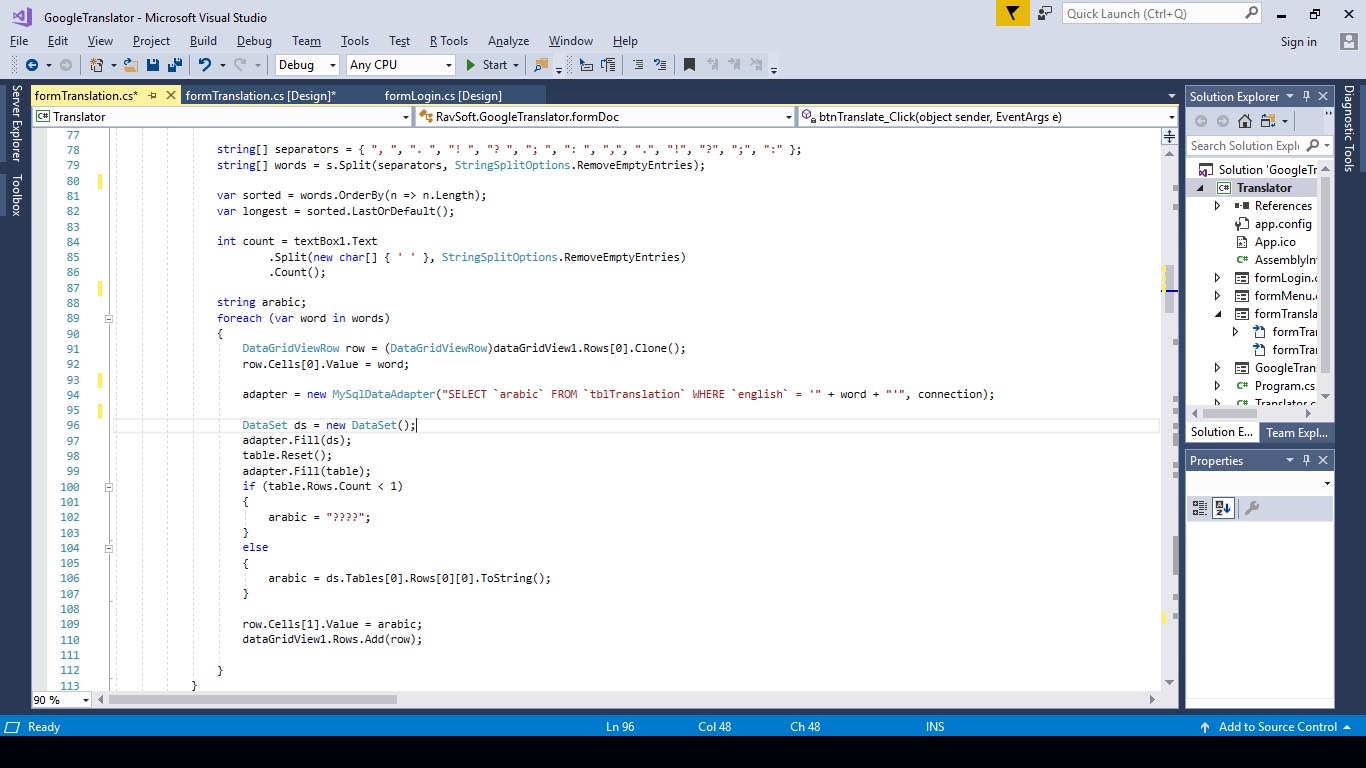 GoogleTranslator - Microsoft Visual Studio
Quick Launch (Ctrl+Q)
File Edit View Project Build Debug Team Tools Test R Tools Analyze Window Help
Sign in
Debug Any CPU Start
Server Explorer
Toolbox
formTranslation.cs* formTranslation.cs [Design]* formLogin.cs [Design]
Translator RavSoft.GoogleTranslator.formDoc btnTranslate_Click(object sender, EventArgs e)
77
78 string[] separators = { ", ", ". ", "! ", "? ", "; ", ": ", ",", ".", "!", "?", ";", ":" };
79 string[] words = s.Split(separators, StringSplitOptions.RemoveEmptyEntries);
80
81 var sorted = words.OrderBy(n => n.Length);
82 var longest = sorted.LastOrDefault();
83
84 int count = textBox1.Text
85 .Split(new char[] { ' ' }, StringSplitOptions.RemoveEmptyEntries)
86 .Count();
87
88 string arabic;
89 foreach (var word in words)
90 {
91 DataGridViewRow row = (DataGridViewRow)dataGridView1.Rows[0].Clone();
92 row.Cells[0].Value = word;
93
94 adapter = new MySqlDataAdapter("SELECT `arabic` FROM `tblTranslation` WHERE `english` = '" + word + "'", connection);
95
96 DataSet ds = new DataSet();
97 adapter.Fill(ds);
98 table.Reset();
99 adapter.Fill(table);
100 if (table.Rows.Count < 1)
101 {
102 arabic = "????";
103 }
104 else
105 {
106 arabic = ds.Tables[0].Rows[0][0].ToString();
107 }
108
109 row.Cells[1].Value = arabic;
110 dataGridView1.Rows.Add(row);
111
112 }
113 }
90 %
Solution Explorer
Search Solution Explo
Solution 'GoogleTr
C# Translator
References
app.config
App.ico
C# AssemblyIn
formLogin.c
formMenu.c
formTransla
formTra
formTra
GoogleTran
C# Program.cs
Translator.c
Solution E... Team Expl...
Properties
Diagnostic Tools
Ready Ln 96 Col 48 Ch 48 INS Add to Source Control